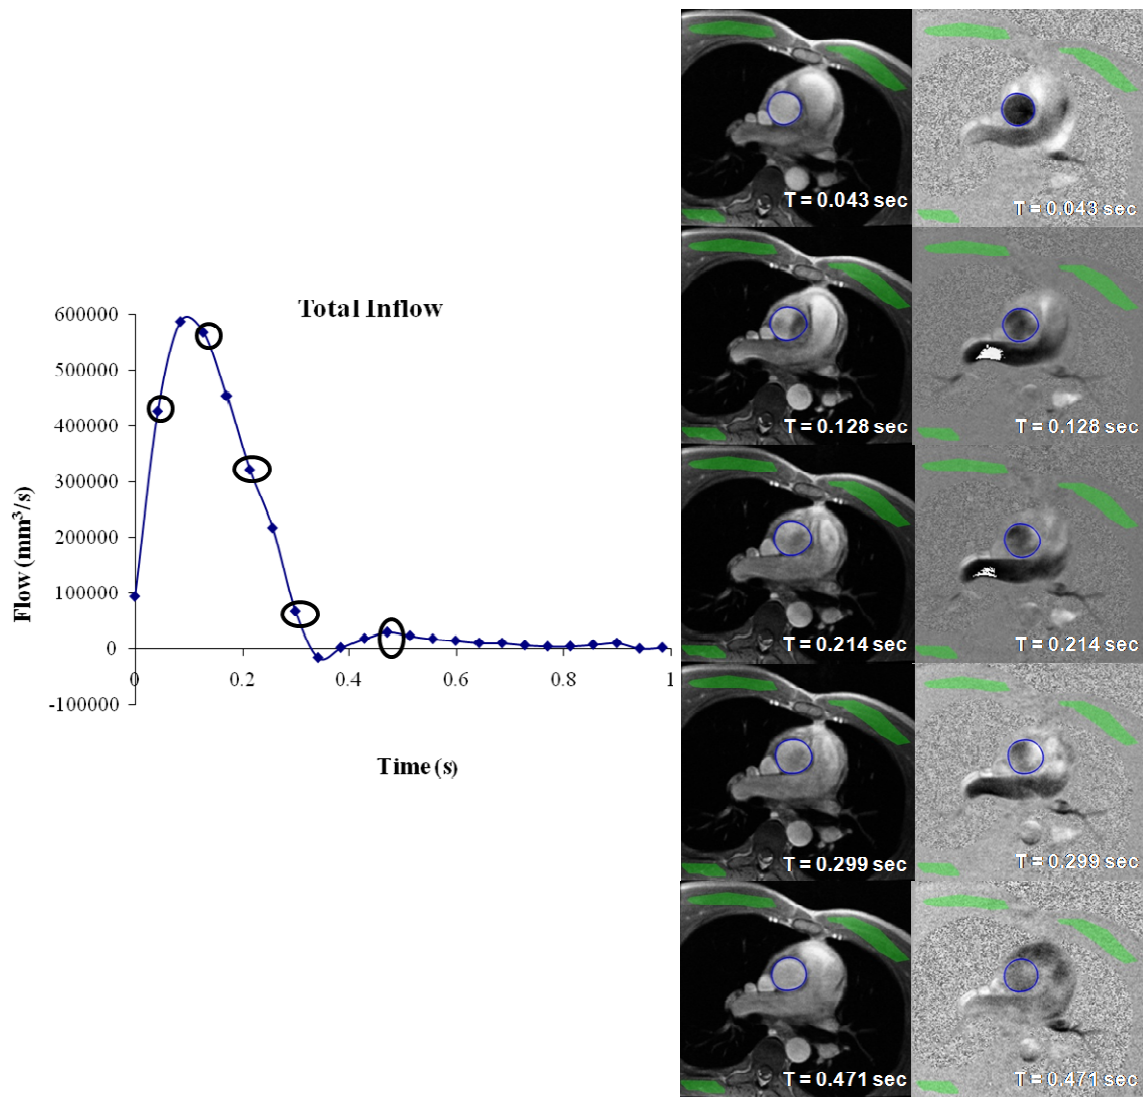 Total Inflow
600000
500000
400000
300000
200000
100000
0
-100000
0
0.2
0.4
0.6
0.8
1
Flow (mm³/s)
Time (s)
T = 0.043 sec
T = 0.043 sec
T = 0.128 sec
T = 0.128 sec
T = 0.214 sec
T = 0.214 sec
T = 0.299 sec
T = 0.299 sec
T = 0.471 sec
T = 0.471 sec